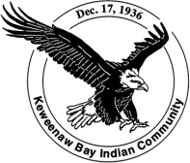 Dec. 17, 1936
Keweenaw Bay Indian Community